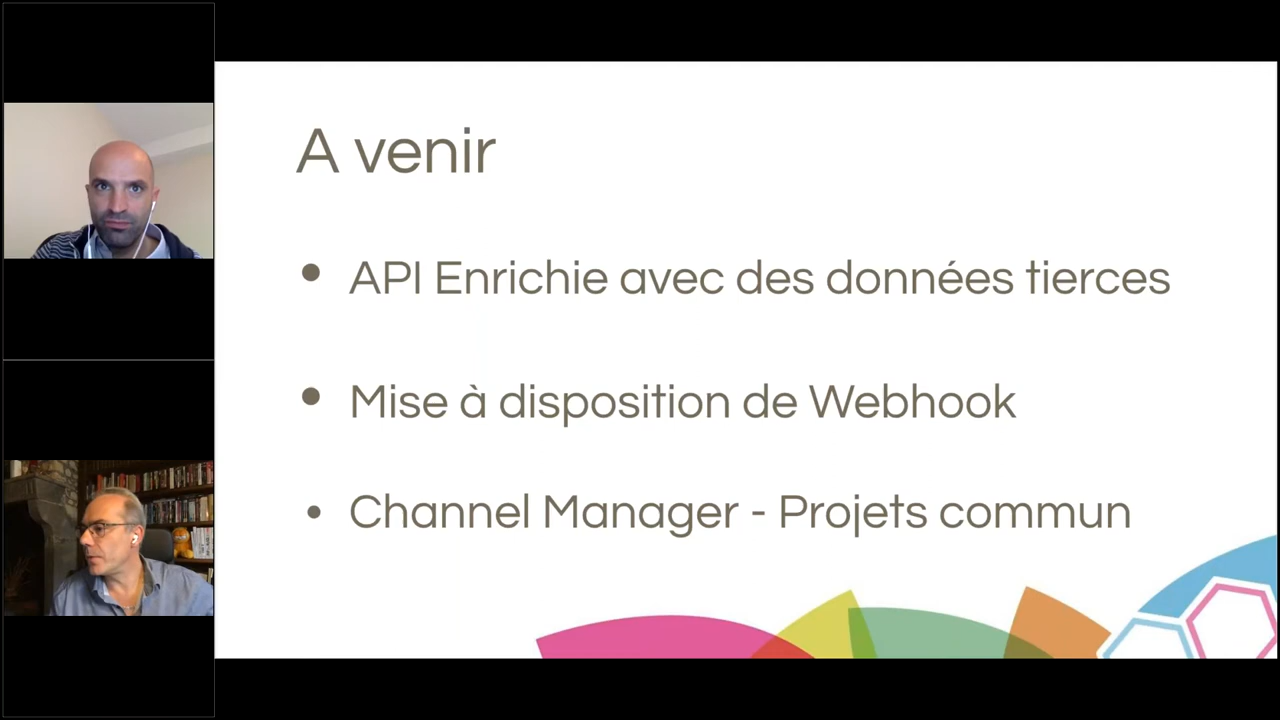 A venir
• API Enrichie avec des données tierces
• Mise à disposition de Webhook
• Channel Manager - Projets commun